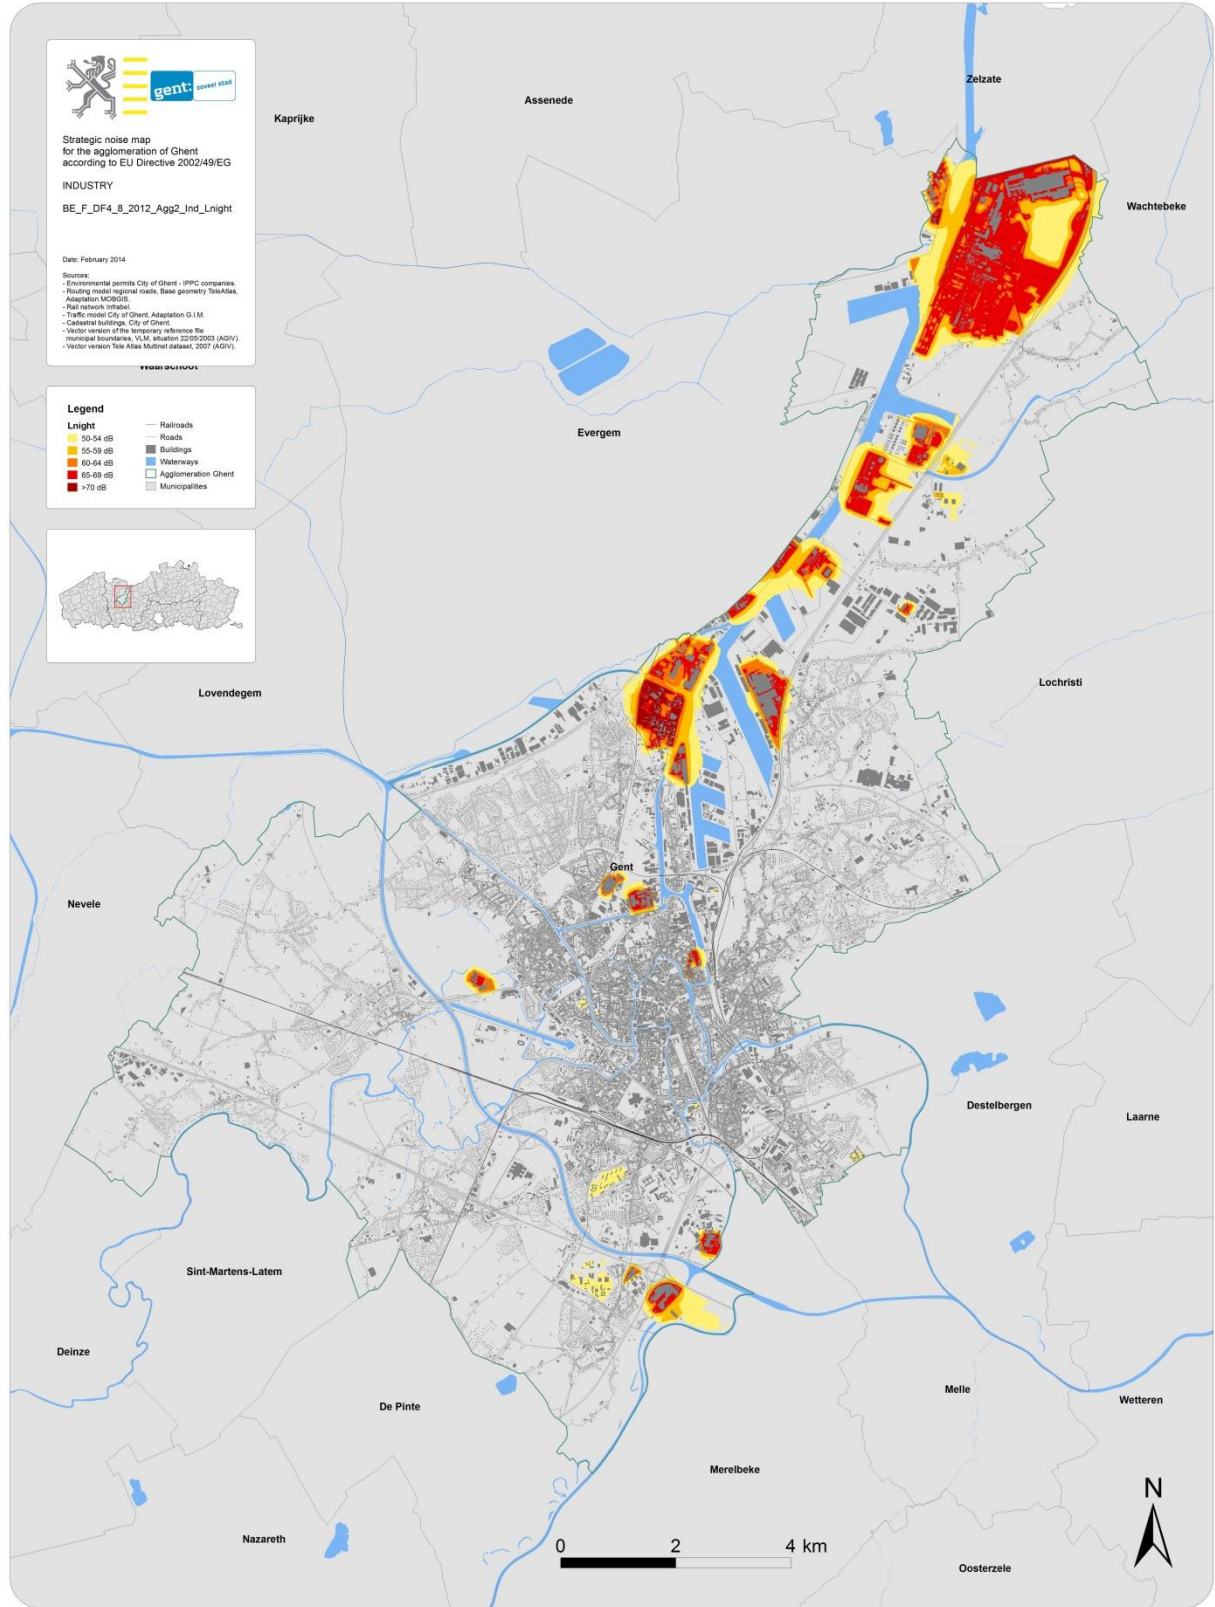 gent: zoveel stad
Strategic noise map
for the agglomeration of Ghent
according to EU Directive 2002/49/EG
INDUSTRY
BE_F_DF4_8_2012_Agg2_Ind_Lnight
Date: February 2014
Sources:
- Environmental permits City of Ghent - IPPC companies.
- Routing model regional roads, Base geometry TeleAtlas,
Adaptation MOBGIS.
- Rail network Infrabel.
- Traffic model City of Ghent, Adaptation G.I.M.
- Cadastral buildings, City of Ghent.
- Vector version of the temporary reference file
municipal boundaries, VLM, situation 22/05/2003 (AGIV).
- Vector version Tele Atlas Multinet dataset, 2007 (AGIV).
Legend
Lnight
50-54 dB
55-59 dB
60-64 dB
65-69 dB
>70 dB
Railroads
Roads
Buildings
Waterways
Agglomeration Ghent
Municipalities
Zelzate
Assenede
Kaprijke
Wachtebeke
Waarschoot
Evergem
Lovendegem
Lochristi
Gent
Nevele
Destelbergen
Laarne
Sint-Martens-Latem
Deinze
De Pinte
Melle
Wetteren
Merelbeke
Nazareth
Oosterzele
N
0 2 4 km